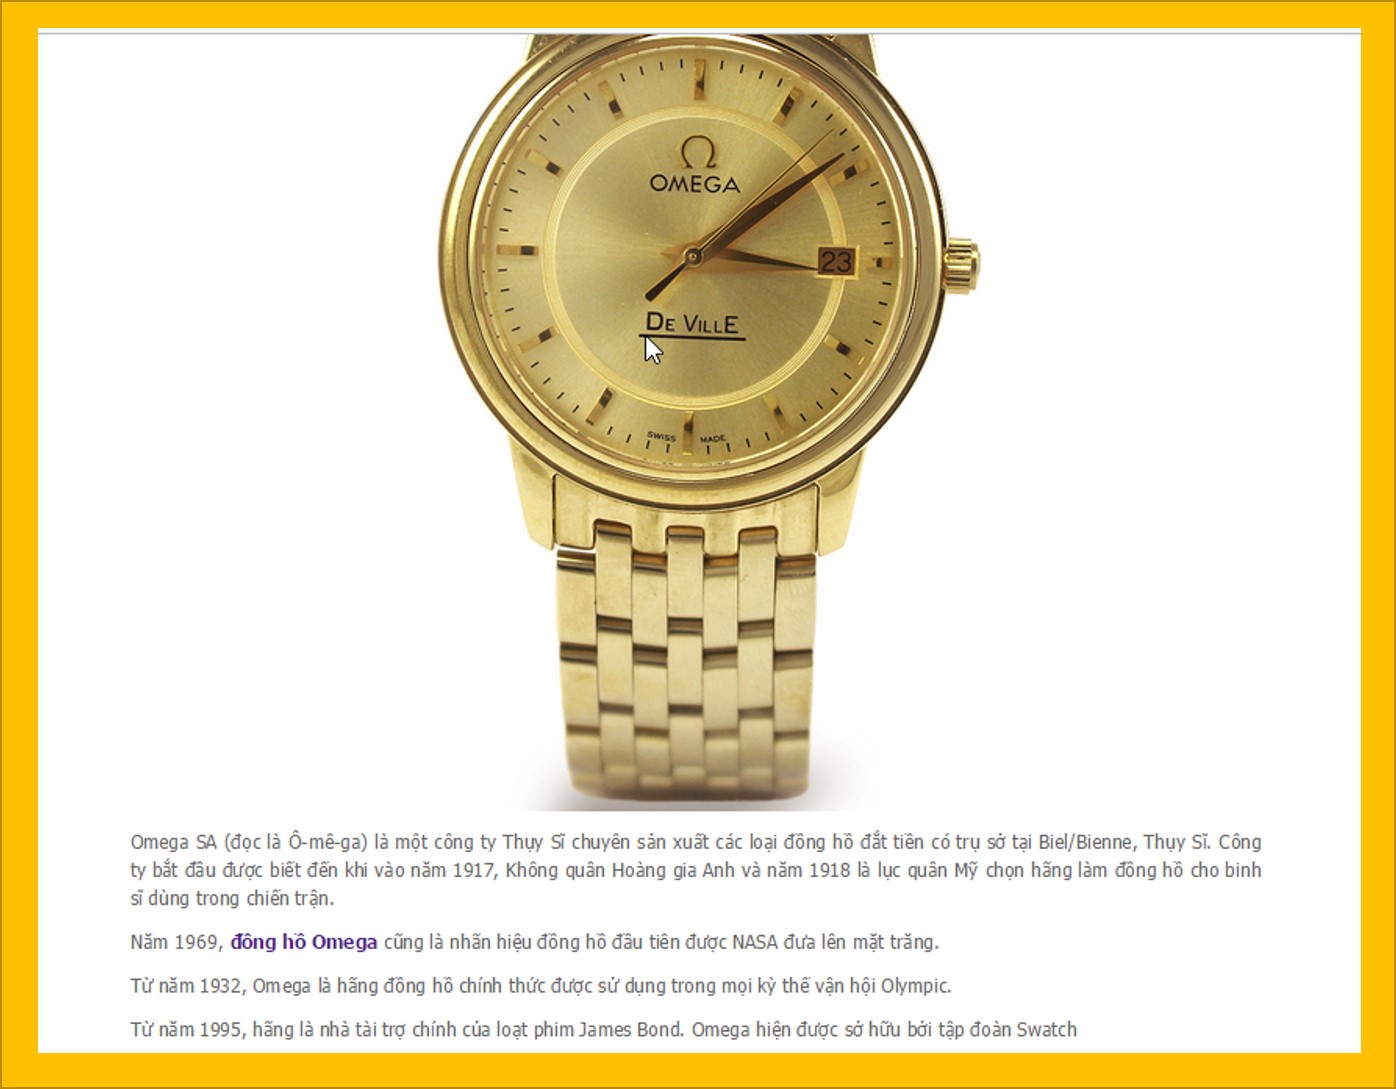 Ω
OMEGA
23
DE VILLE
SWISS MADE
Omega SA (đọc là Ô-mê-ga) là một công ty Thụy Sĩ chuyên sản xuất các loại đồng hồ đắt tiền có trụ sở tại Biel/Bienne, Thụy Sĩ. Công
ty bắt đầu được biết đến khi vào năm 1917, Không quân Hoàng gia Anh và năm 1918 là lục quân Mỹ chọn hãng làm đồng hồ cho binh
sĩ dùng trong chiến trận.
Năm 1969, đồng hồ Omega cũng là nhãn hiệu đồng hồ đầu tiên được NASA đưa lên mặt trăng.
Từ năm 1932, Omega là hãng đồng hồ chính thức được sử dụng trong mọi kỳ thế vận hội Olympic.
Từ năm 1995, hãng là nhà tài trợ chính của loạt phim James Bond. Omega hiện được sở hữu bởi tập đoàn Swatch